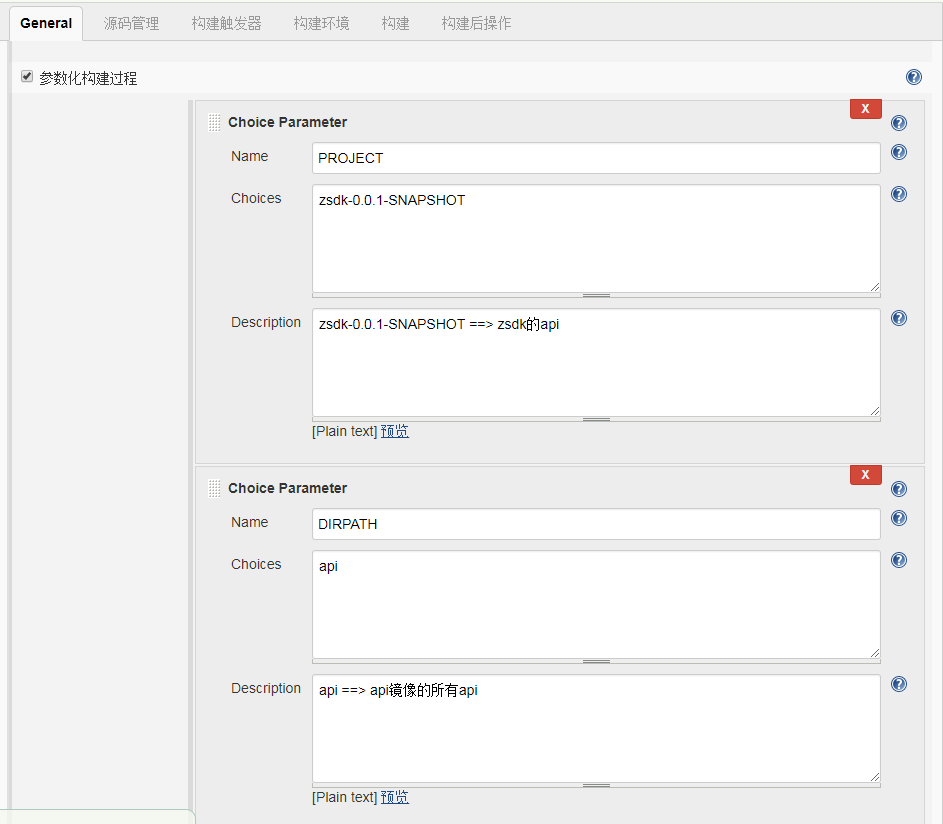 General 源码管理 构建触发器 构建环境 构建 构建后操作
参数化构建过程
X
Choice Parameter
Name PROJECT
Choices zsdk-0.0.1-SNAPSHOT
Description zsdk-0.0.1-SNAPSHOT ==> zsdk的api
[Plain text] 预览
X
Choice Parameter
Name DIRPATH
Choices api
Description api ==> api镜像的所有api
[Plain text] 预览